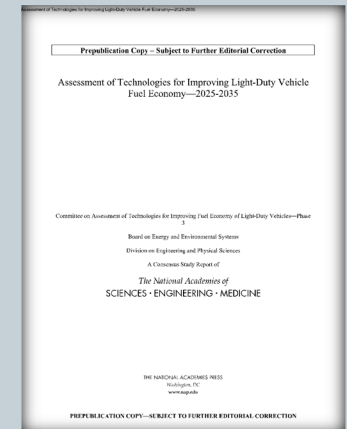 Assessment of Technologies for Improving Light-Duty Vehicle Fuel Economy—2025-2035
Prepublication Copy – Subject to Further Editorial Correction
Assessment of Technologies for Improving Light-Duty Vehicle
Fuel Economy—2025-2035
Committee on Assessment of Technologies for Improving Fuel Economy of Light-Duty Vehicles—Phase
3
Board on Energy and Environmental Systems
Division on Engineering and Physical Sciences
A Consensus Study Report of
The National Academies of
SCIENCES • ENGINEERING • MEDICINE
THE NATIONAL ACADEMIES PRESS
Washington, DC
www.nap.edu
PREPUBLICATION COPY—SUBJECT TO FURTHER EDITORIAL CORRECTION